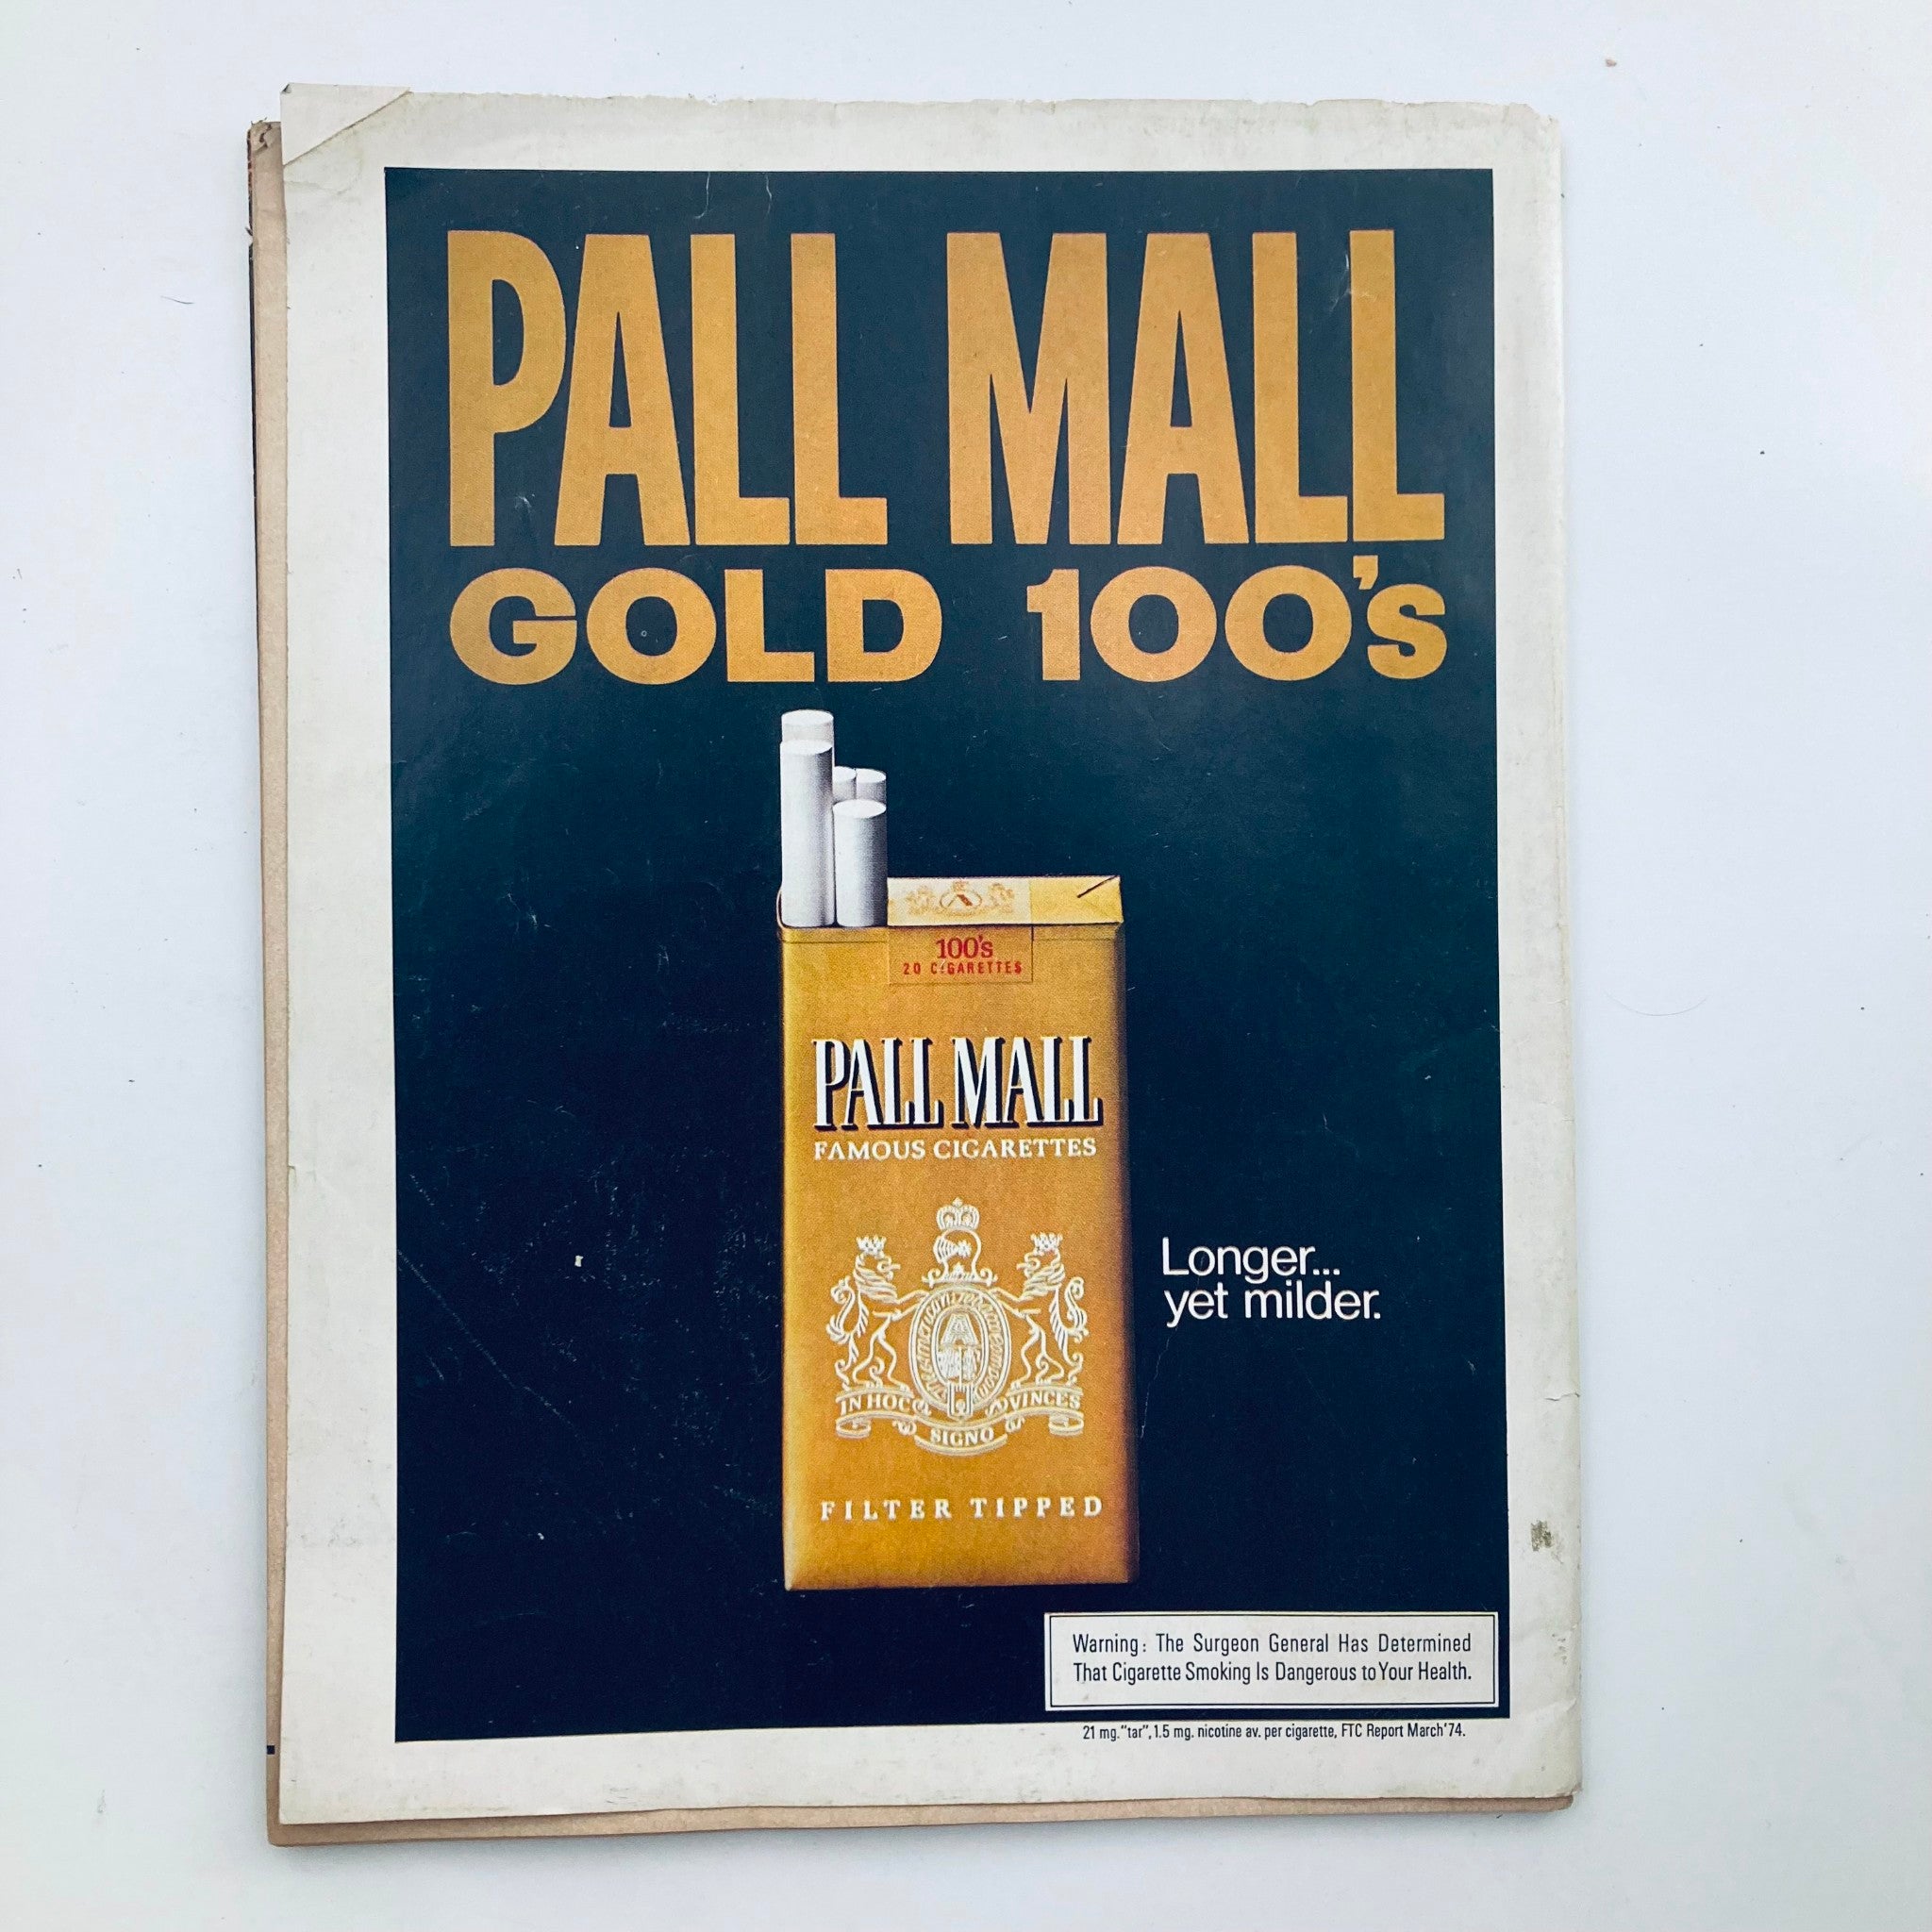 PALL MALL
GOLD 100's
100's
20 CIGARETTES
PALL MALL
FAMOUS CIGARETTES
IN HOC
SIGNO
VINCES
FILTER TIPPED
Longer...
yet milder.
Warning: The Surgeon General Has Determined
That Cigarette Smoking Is Dangerous to Your Health.
21 mg. "tar", 1.5 mg. nicotine av. per cigarette, FTC Report March '74.